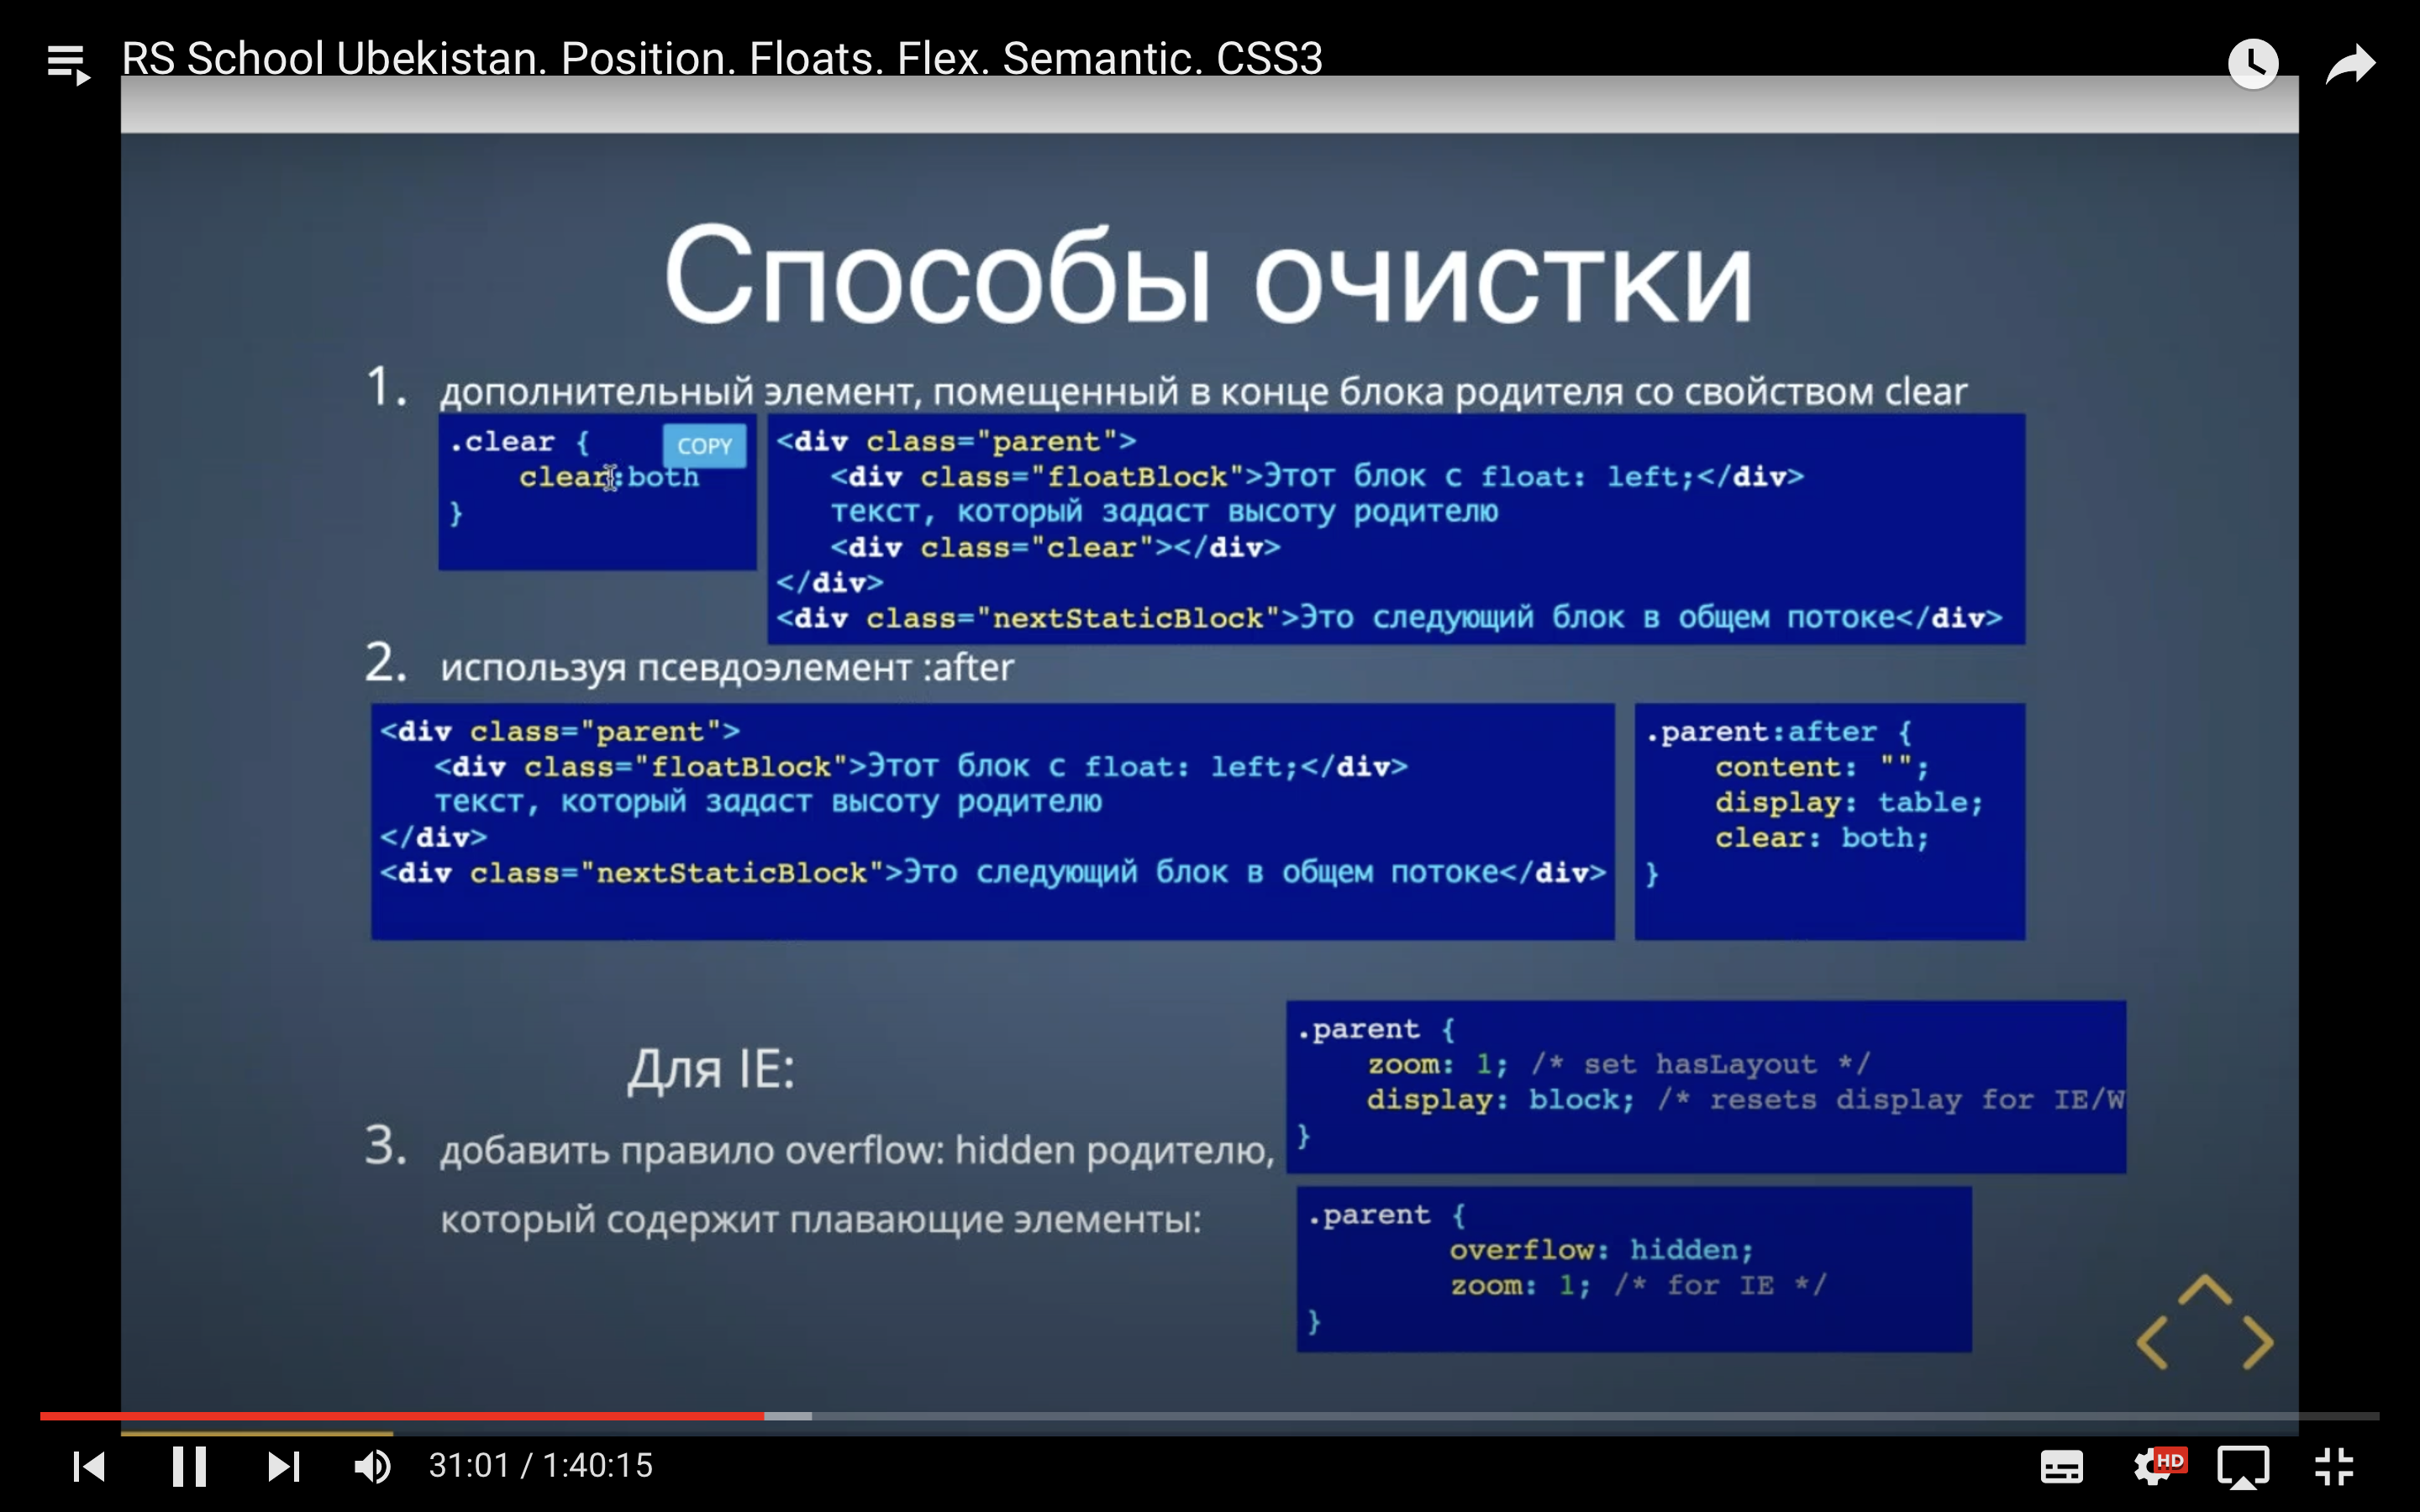 RS School Ubekistan. Position. Floats. Flex. Semantic. CSS3
Способы очистки
1. дополнительный элемент, помещенный в конце блока родителя со свойством clear
.clear {
clear:both
}
COPY
<div class="parent">
<div class="floatBlock">Этот блок с float: left;</div>
текст, который задаст высоту родителю
<div class="clear"></div>
</div>
<div class="nextStaticBlock">Это следующий блок в общем потоке</div>
2. используя псевдоэлемент :after
<div class="parent">
<div class="floatBlock">Этот блок с float: left;</div>
текст, который задаст высоту родителю
</div>
<div class="nextStaticBlock">Это следующий блок в общем потоке</div>
.parent:after {
content: "";
display: table;
clear: both;
}
Для IE:
.parent {
zoom: 1; /* set hasLayout */
display: block; /* resets display for IE/W
}
3. добавить правило overflow: hidden родителю,
который содержит плавающие элементы:
.parent {
overflow: hidden;
zoom: 1; /* for IE */
}
31:01 / 1:40:15
HD